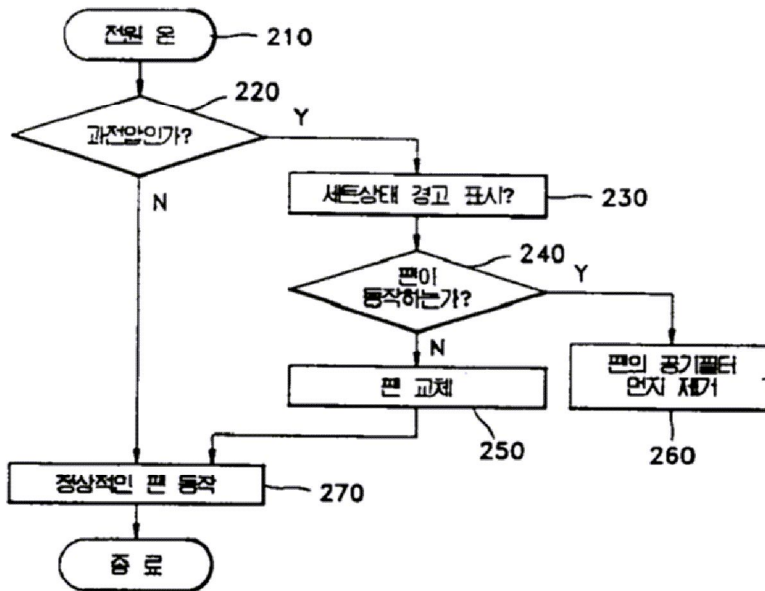 전원 온
210
220
과전압인가?
Y
N
세트상태 경고 표시?
230
240
팬이
동작하는가?
Y
N
팬의 공기필터
먼지 제거
260
팬 교체
250
정상적인 팬 동작
270
종 료